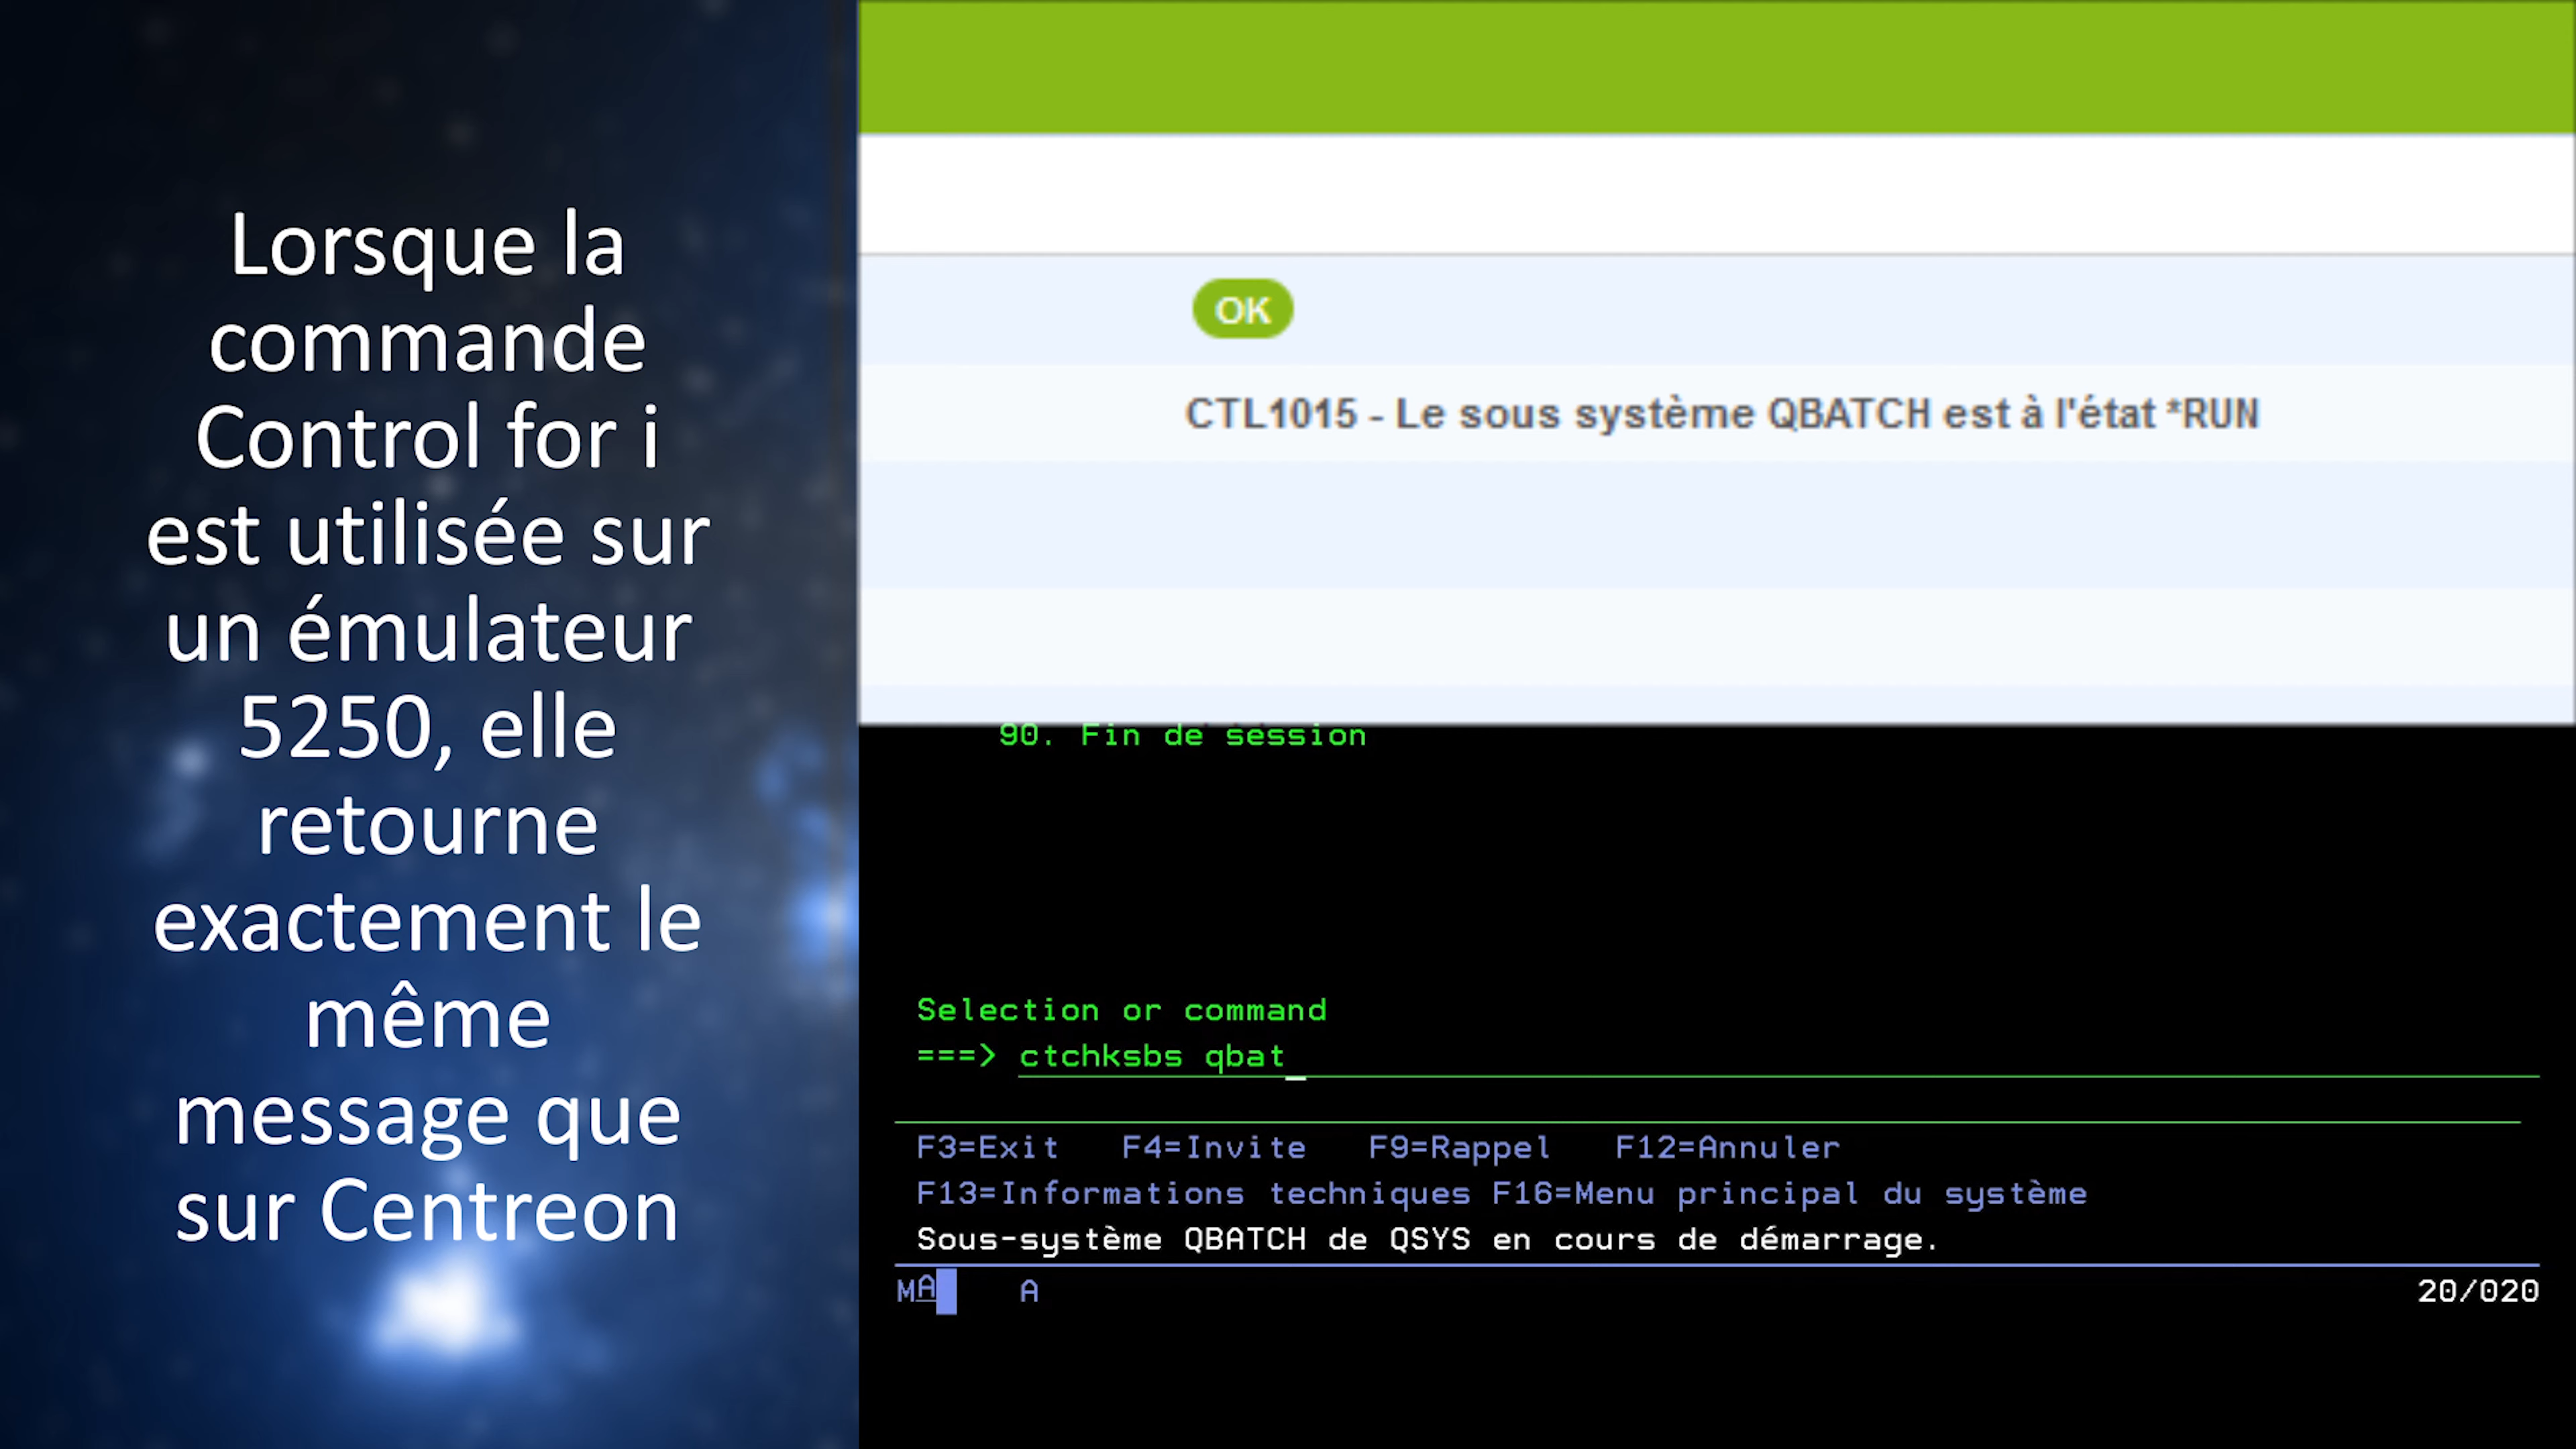 Lorsque la
commande
Control for i
est utilisée sur
un émulateur
5250, elle
retourne
exactement le
même
message que
sur Centreon
OK
CTL1015 - Le sous système QBATCH est à l'état *RUN
90. Fin de session
Selection or command
===> ctchksbs qbat_
F3=Exit F4=Invite F9=Rappel F12=Annuler
F13=Informations techniques F16=Menu principal du système
Sous-système QBATCH de QSYS en cours de démarrage.
MA A 20/020